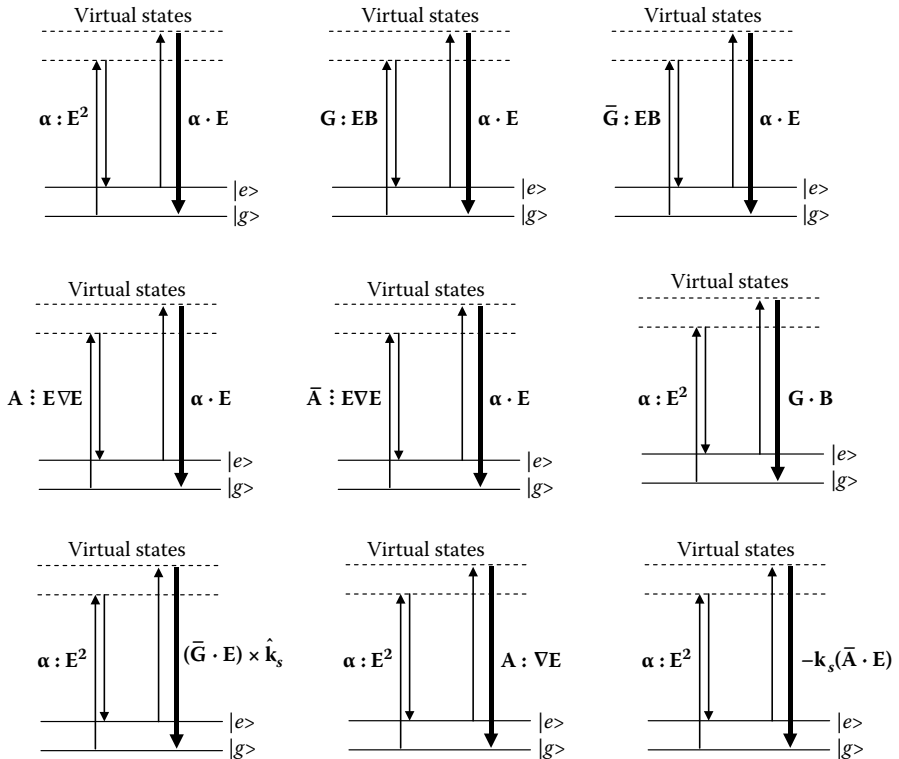 Virtual states
α : E² α · E
|e>
|g>
Virtual states
G : EB α · E
|e>
|g>
Virtual states
G̅ : EB α · E
|e>
|g>
Virtual states
A ⋮ E∇E α · E
|e>
|g>
Virtual states
A̅ ⋮ E∇E α · E
|e>
|g>
Virtual states
α : E² G · B
|e>
|g>
Virtual states
α : E² (G̅ · E) × k̂ₛ
|e>
|g>
Virtual states
α : E² A : ∇E
|e>
|g>
Virtual states
α : E² –kₛ(A̅ · E)
|e>
|g>